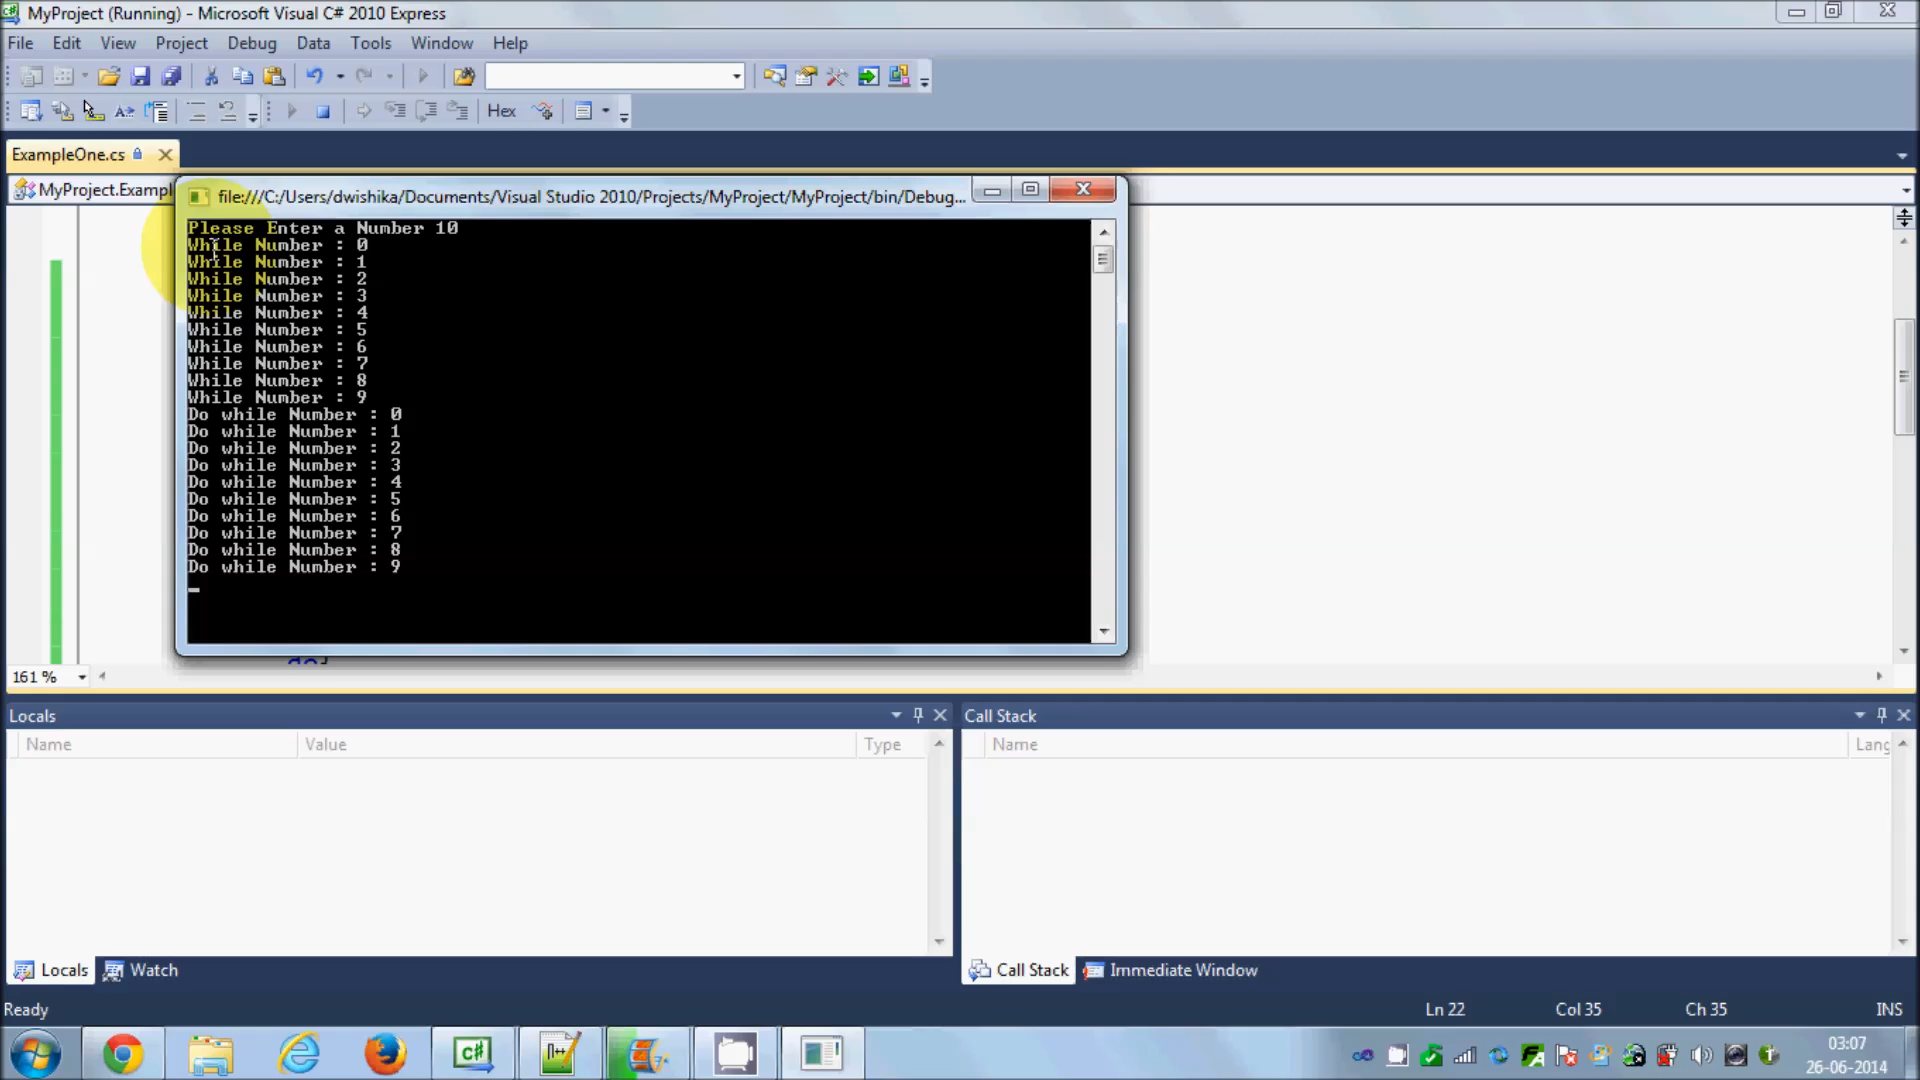 MyProject (Running) - Microsoft Visual C# 2010 Express
File Edit View Project Debug Data Tools Window Help
Hex
ExampleOne.cs
MyProject.Exampl
file:///C:/Users/dwishika/Documents/Visual Studio 2010/Projects/MyProject/MyProject/bin/Debug...
Please Enter a Number 10
While Number : 0
While Number : 1
While Number : 2
While Number : 3
While Number : 4
While Number : 5
While Number : 6
While Number : 7
While Number : 8
While Number : 9
Do while Number : 0
Do while Number : 1
Do while Number : 2
Do while Number : 3
Do while Number : 4
Do while Number : 5
Do while Number : 6
Do while Number : 7
Do while Number : 8
Do while Number : 9
161 %
Locals
Name Value Type
Call Stack
Name Lang
Locals Watch
Call Stack Immediate Window
Ready Ln 22 Col 35 Ch 35 INS
03:07
26-06-2014